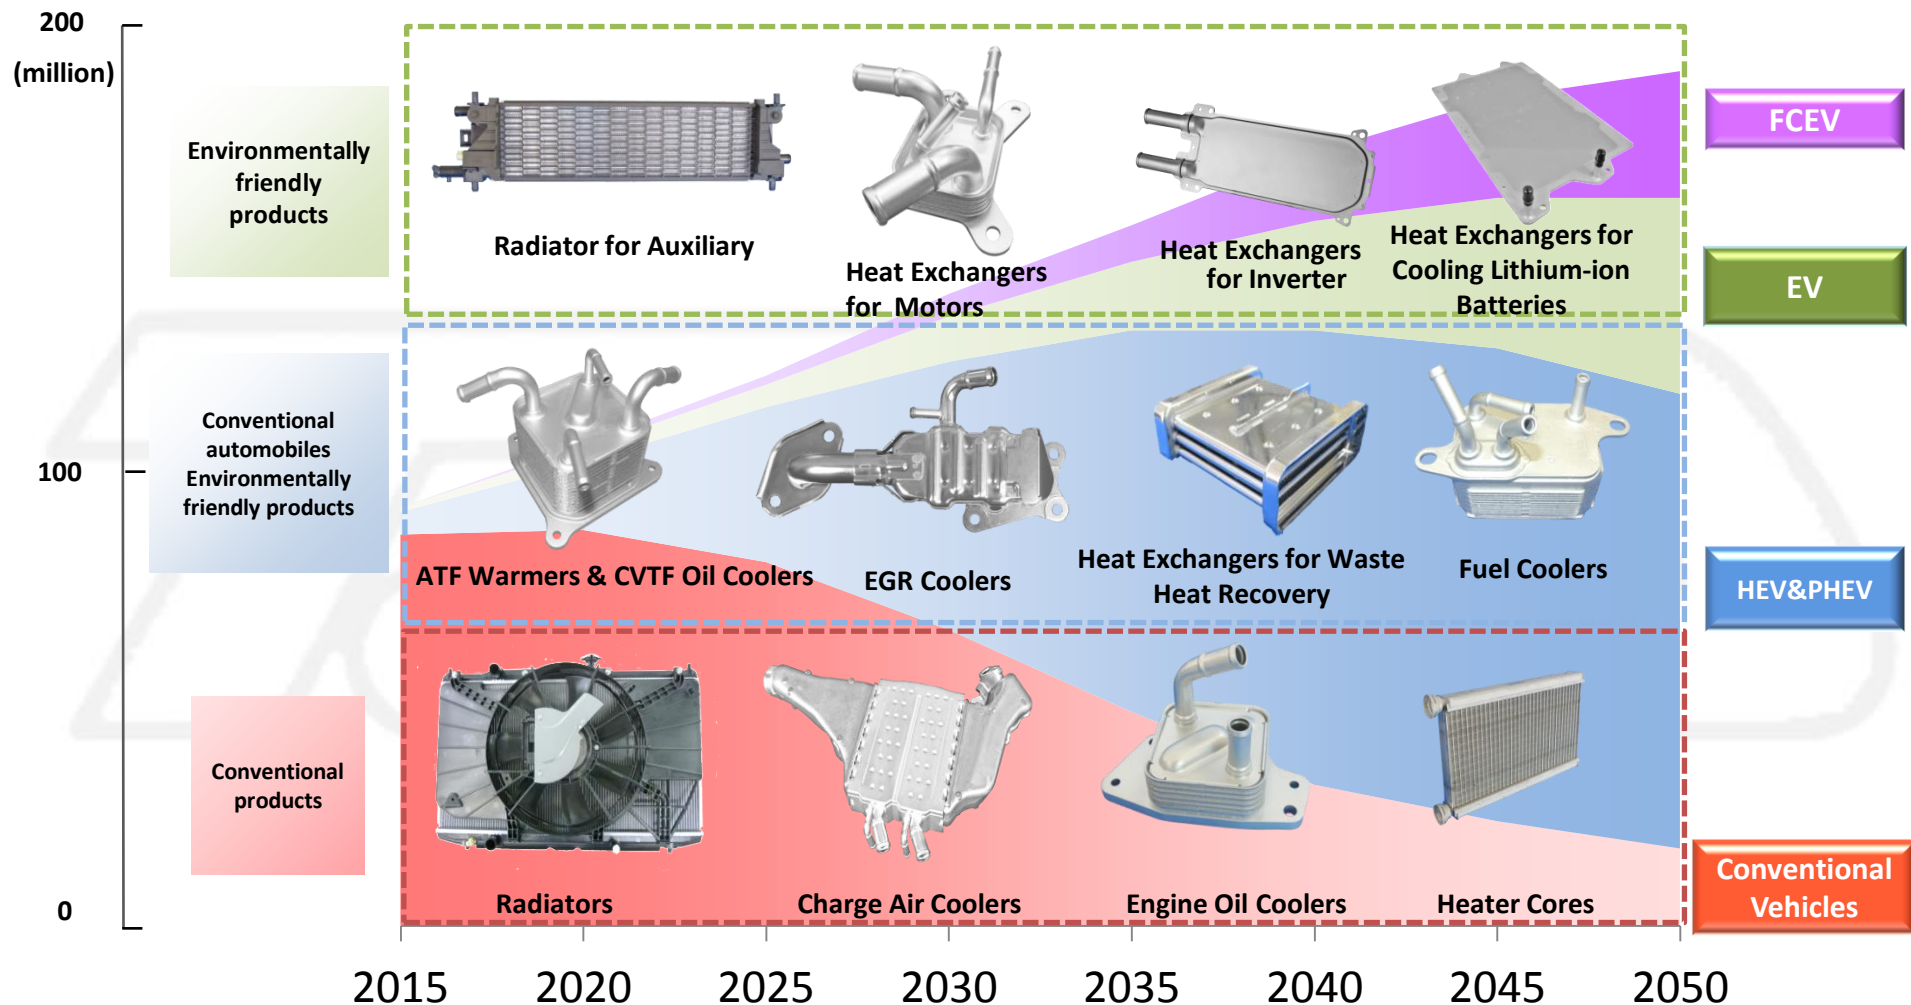 200
(million)
100
0
Environmentally
friendly
products
Conventional
automobiles
Environmentally
friendly products
Conventional
products
Radiator for Auxiliary
Heat Exchangers
for Motors
Heat Exchangers
for Inverter
Heat Exchangers for
Cooling Lithium-ion
Batteries
ATF Warmers & CVTF Oil Coolers
EGR Coolers
Heat Exchangers for Waste
Heat Recovery
Fuel Coolers
Radiators
Charge Air Coolers
Engine Oil Coolers
Heater Cores
FCEV
EV
HEV&PHEV
Conventional
Vehicles
2015
2020
2025
2030
2035
2040
2045
2050